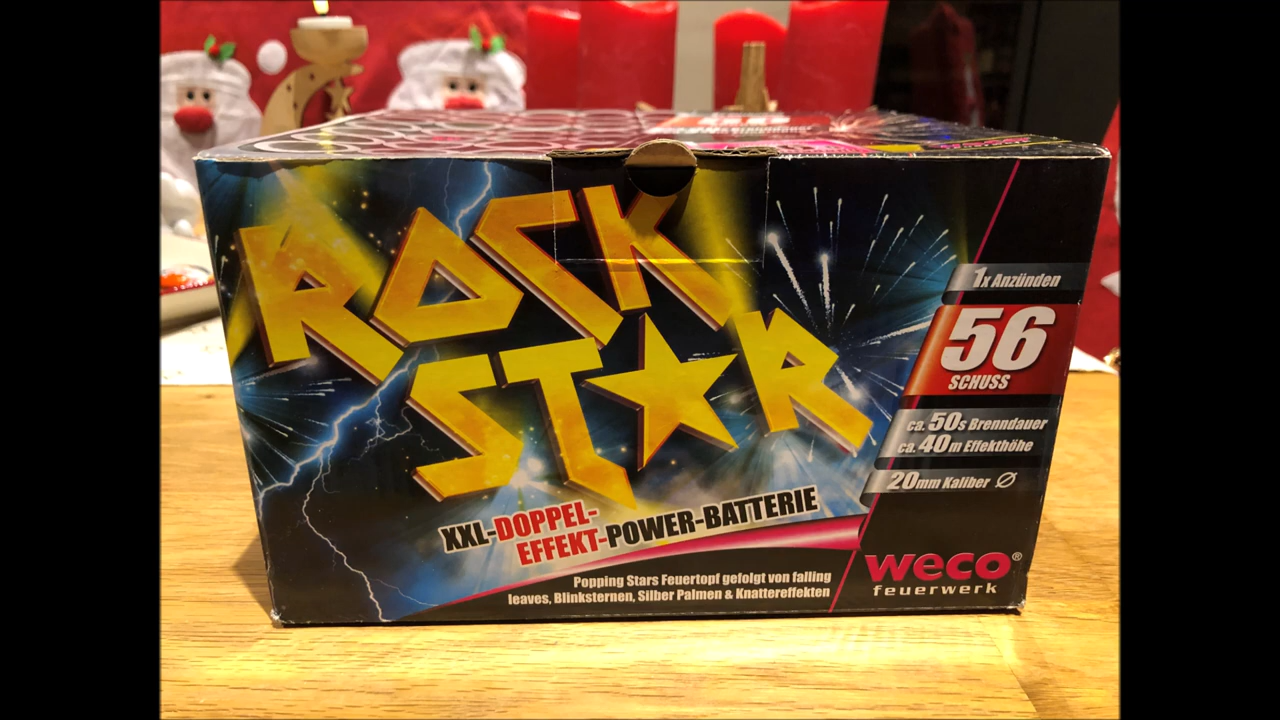 ROCK
STAR
XXL-DOPPEL-
EFFEKT-POWER-BATTERIE
Popping Stars Feuertopf gefolgt von falling
leaves, Blinksternen, Silber Palmen & Knattereffekten
1x Anzünden
56
SCHUSS
ca. 50s Brenndauer
ca. 40m Effekthöhe
20mm Kaliber Ø
weco®
feuerwerk